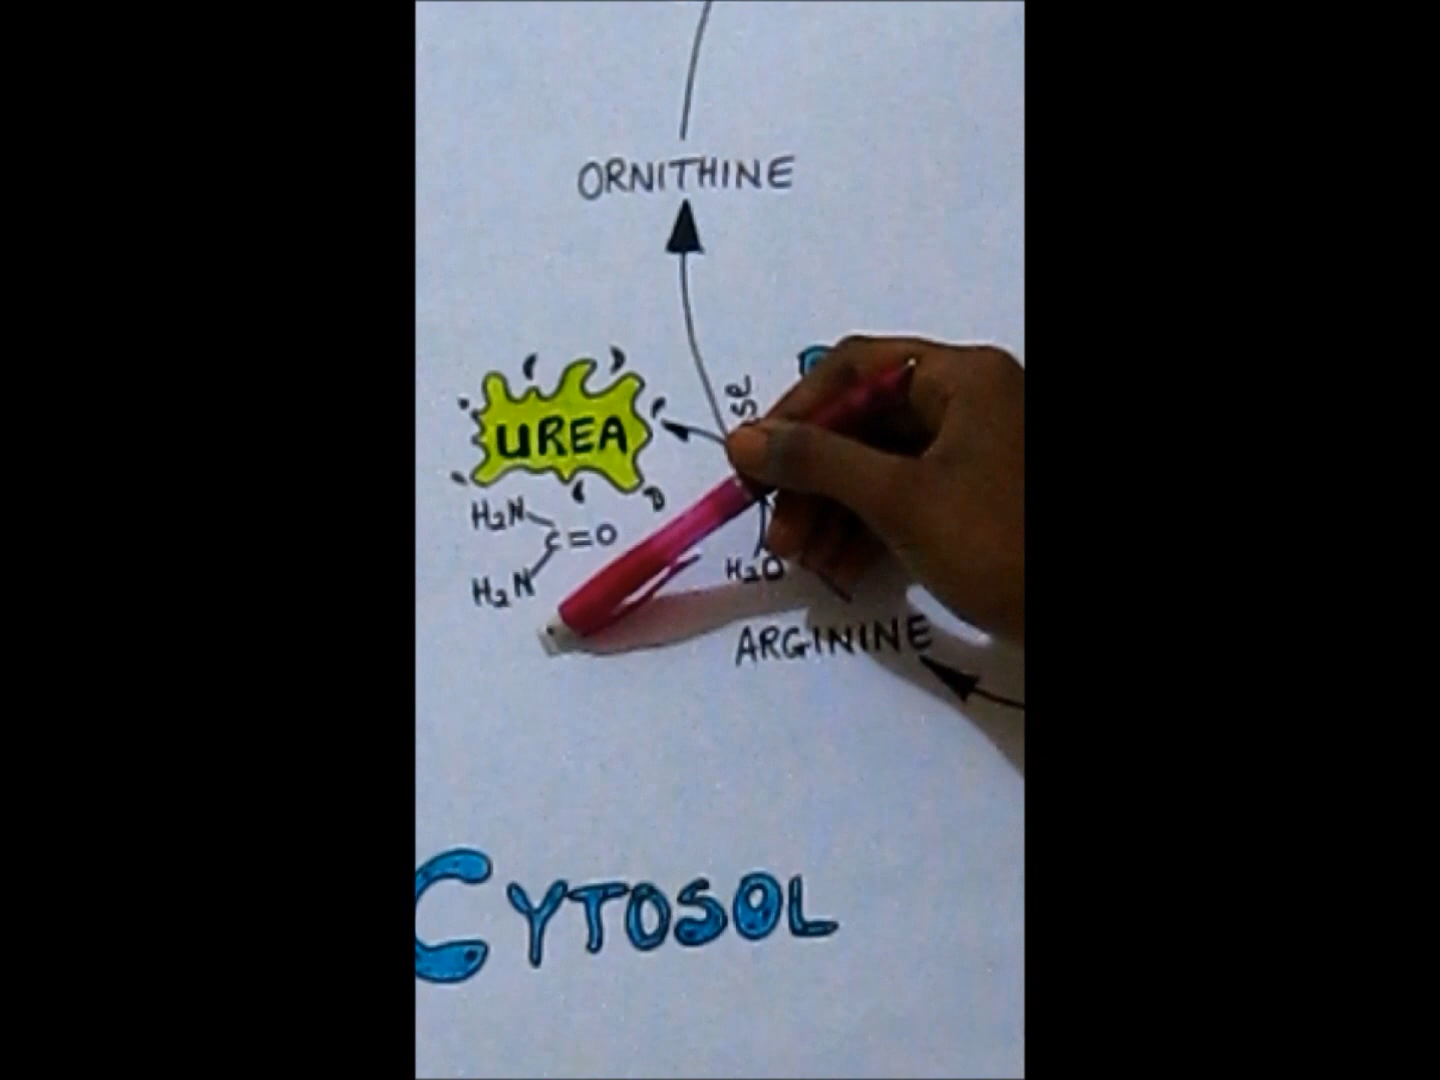 ORNITHINE
UREA
H₂N
C=O
H₂N
H₂O
ARGININE
CYTOSOL